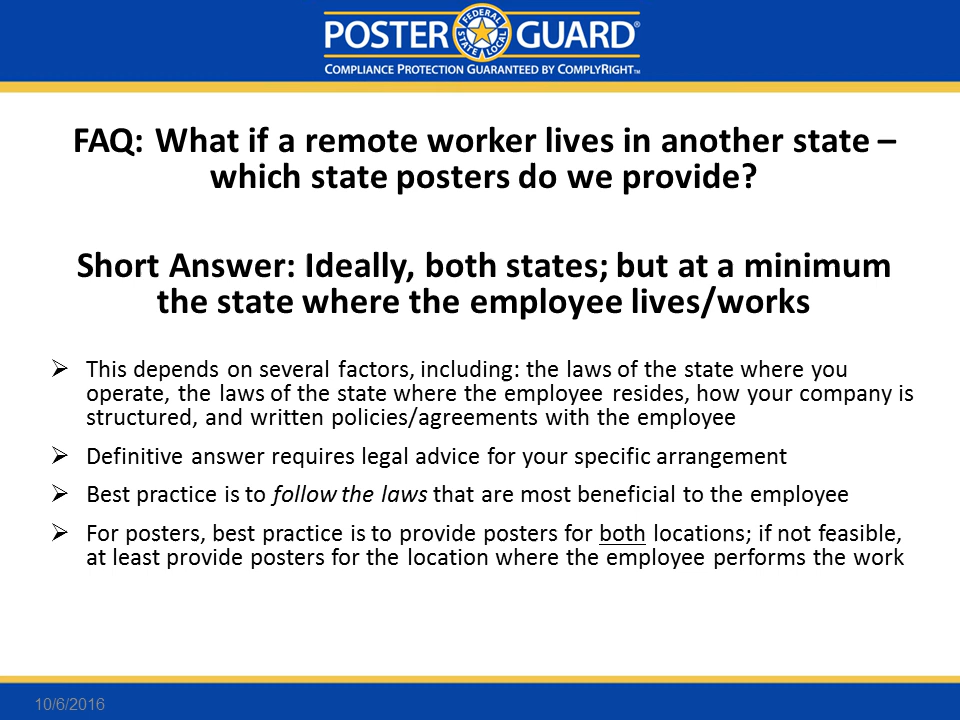 POSTER GUARD®
FEDERAL STATE LOCAL
COMPLIANCE PROTECTION GUARANTEED BY COMPLYRIGHT™
FAQ: What if a remote worker lives in another state –
which state posters do we provide?
Short Answer: Ideally, both states; but at a minimum
the state where the employee lives/works
➢ This depends on several factors, including: the laws of the state where you
operate, the laws of the state where the employee resides, how your company is
structured, and written policies/agreements with the employee
➢ Definitive answer requires legal advice for your specific arrangement
➢ Best practice is to follow the laws that are most beneficial to the employee
➢ For posters, best practice is to provide posters for both locations; if not feasible,
at least provide posters for the location where the employee performs the work
10/6/2016